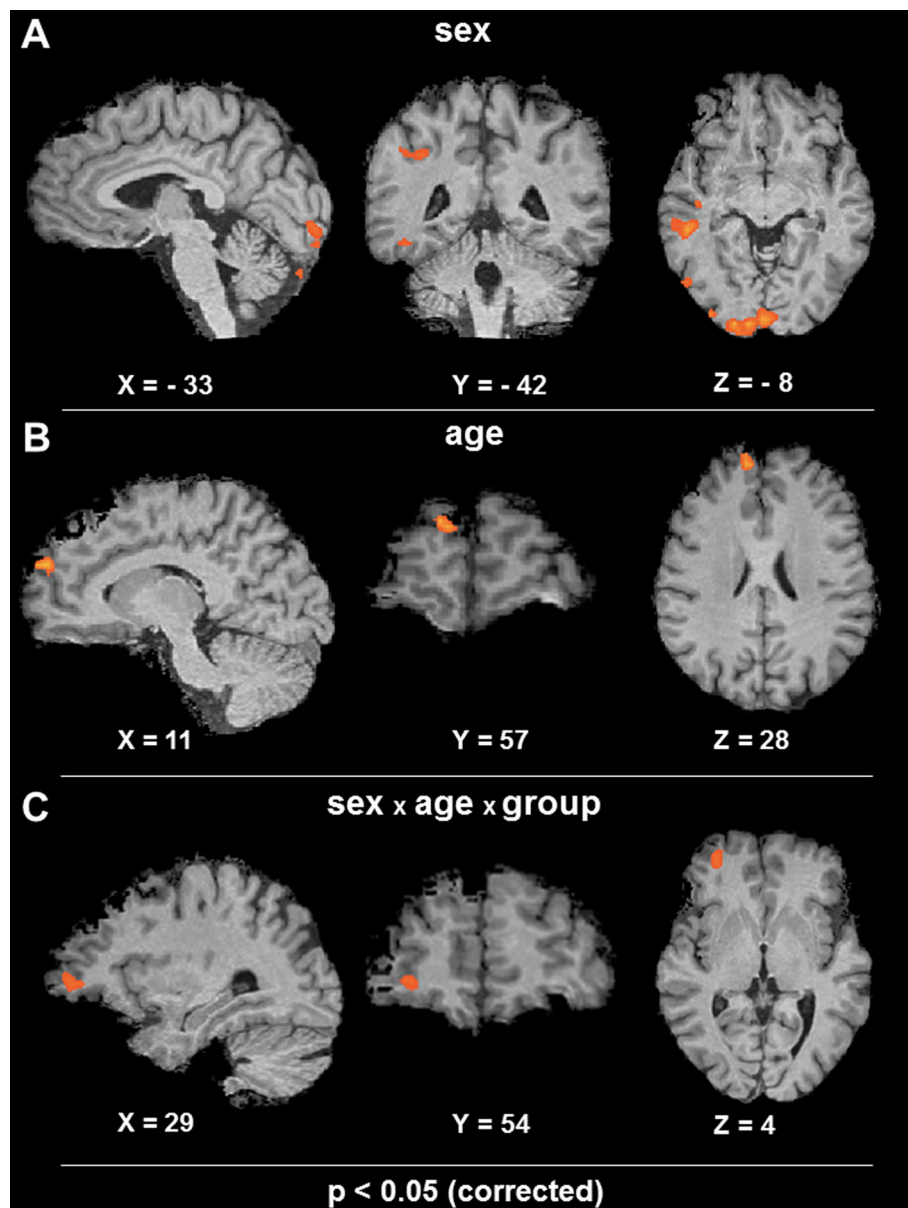 A sex
X = - 33 Y = - 42 Z = - 8
B age
X = 11 Y = 57 Z = 28
C sex x age x group
X = 29 Y = 54 Z = 4
p < 0.05 (corrected)